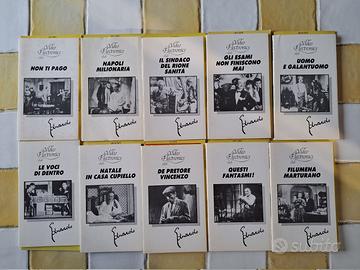 Video Electronics
NON TI PAGO
Eduardo
Video Electronics
NAPOLI
MILIONARIA
Eduardo
Video Electronics
IL SINDACO
DEL RIONE
SANITÀ
Eduardo
Video Electronics
GLI ESAMI
NON FINISCONO
MAI
Eduardo
Video Electronics
UOMO
E GALANTUOMO
Eduardo
Video Electronics
LE VOCI
DI DENTRO
Eduardo
Video Electronics
NATALE
IN CASA CUPIELLO
Eduardo
Video Electronics
DE PRETORE
VINCENZO
Eduardo
Video Electronics
QUESTI
FANTASMI!
Eduardo
Video Electronics
FILUMENA
MARTURANO
Eduardo
subito